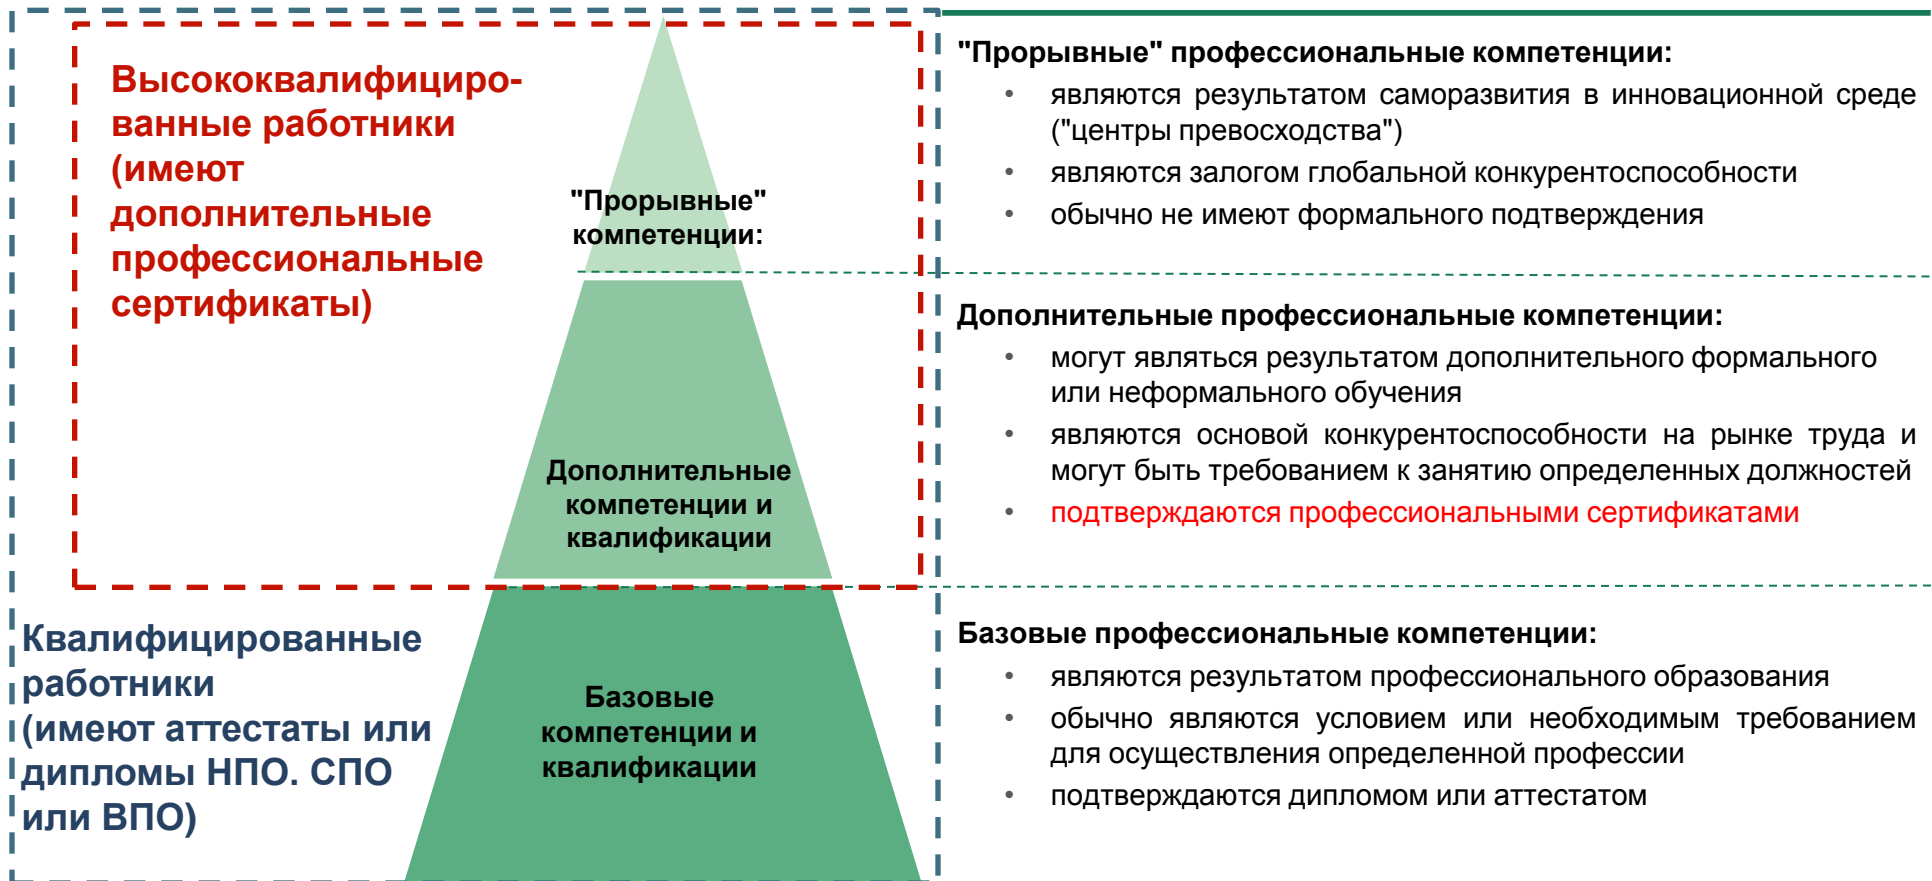 Высококвалифициро-
ванные работники
(имеют
дополнительные
профессиональные
сертификаты)
"Прорывные"
компетенции:
Дополнительные
компетенции и
квалификации
Квалифицированные
работники
(имеют аттестаты или
дипломы НПО. СПО
или ВПО)
Базовые
компетенции и
квалификации
"Прорывные" профессиональные компетенции:
• являются результатом саморазвития в инновационной среде
("центры превосходства")
• являются залогом глобальной конкурентоспособности
• обычно не имеют формального подтверждения
Дополнительные профессиональные компетенции:
• могут являться результатом дополнительного формального
или неформального обучения
• являются основой конкурентоспособности на рынке труда и
могут быть требованием к занятию определенных должностей
• подтверждаются профессиональными сертификатами
Базовые профессиональные компетенции:
• являются результатом профессионального образования
• обычно являются условием или необходимым требованием
для осуществления определенной профессии
• подтверждаются дипломом или аттестатом